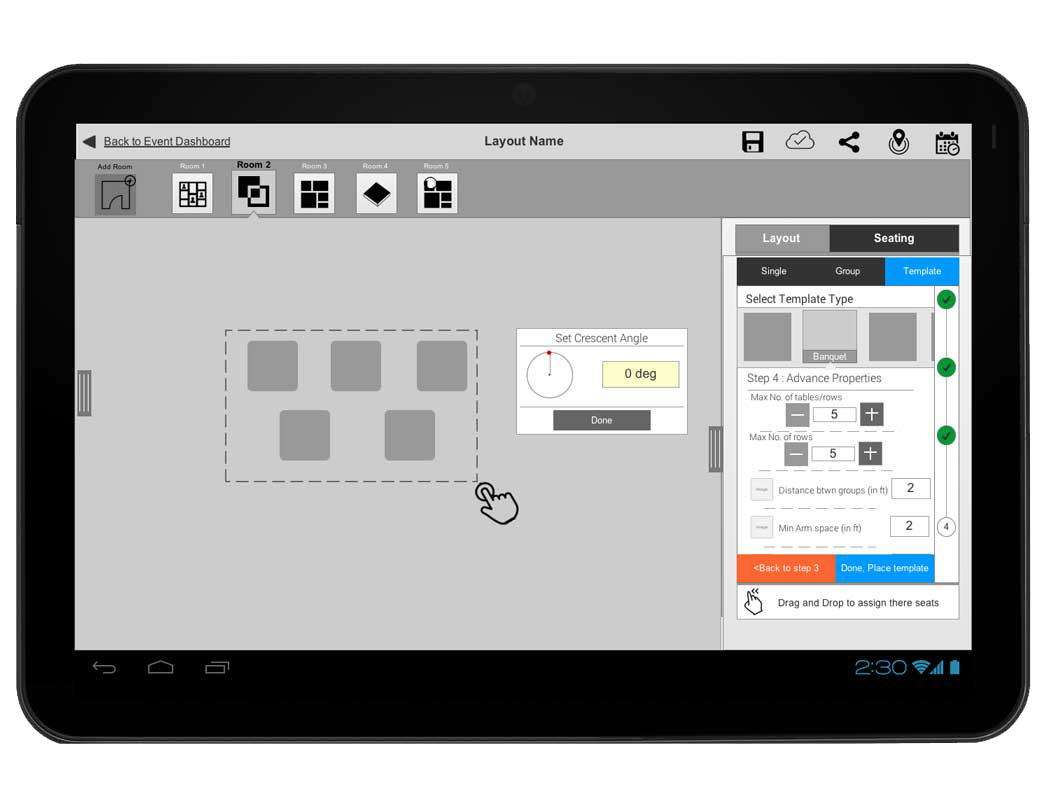 Back to Event Dashboard
Layout Name
Add Room
Room 1
Room 2
Room 3
Room 4
Room 5
Layout
Seating
Single
Group
Template
Select Template Type
Banquet
Set Crescent Angle
0 deg
Done
Step 4 : Advance Properties
Max No. of tables/rows
5
Max No. of rows
5
Image
Distance btwn groups (in ft)
2
Image
Min Arm space (in ft)
2
4
<Back to step 3
Done, Place template
Drag and Drop to assign there seats
2:30